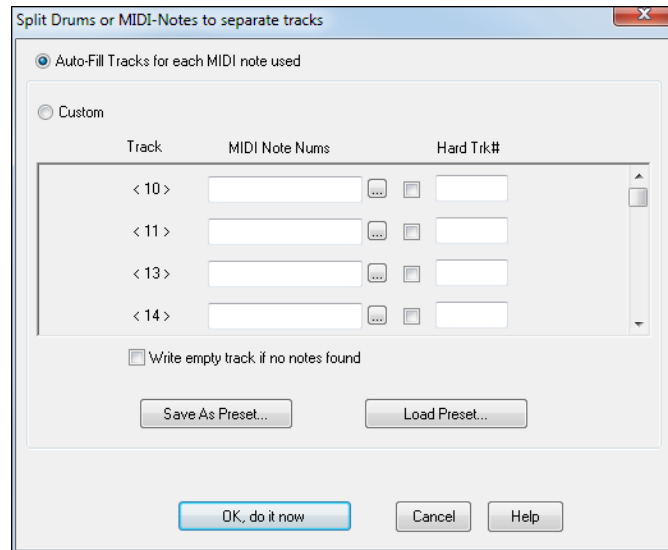 Split Drums or MIDI-Notes to separate tracks
Auto-Fill Tracks for each MIDI note used
Custom
Track MIDI Note Nums Hard Trk#
< 10 > ...
< 11 > ...
< 13 > ...
< 14 > ...
Write empty track if no notes found
Save As Preset... Load Preset...
OK, do it now Cancel Help